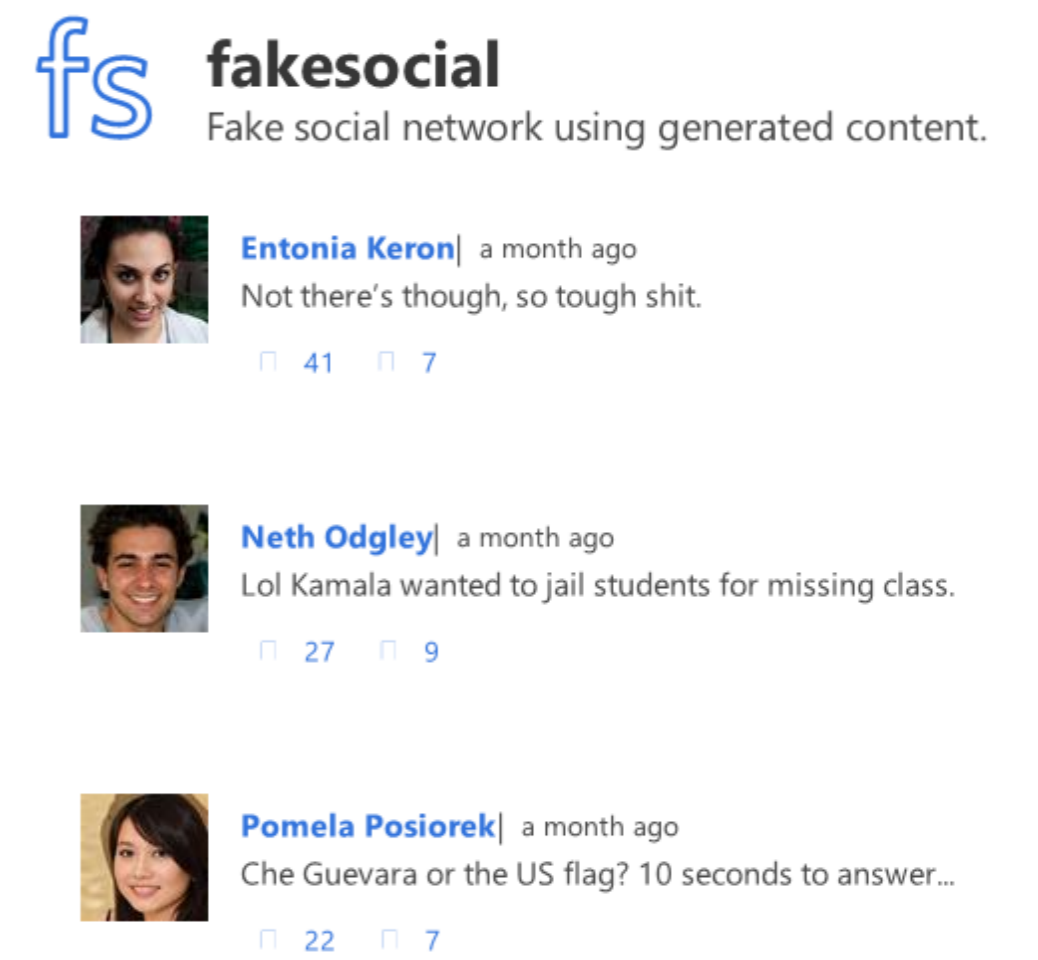 fs
fakesocial
Fake social network using generated content.
Entonia Keron| a month ago
Not there's though, so tough shit.
41 7
Neth Odgley| a month ago
Lol Kamala wanted to jail students for missing class.
27 9
Pomela Posiorek| a month ago
Che Guevara or the US flag? 10 seconds to answer...
22 7